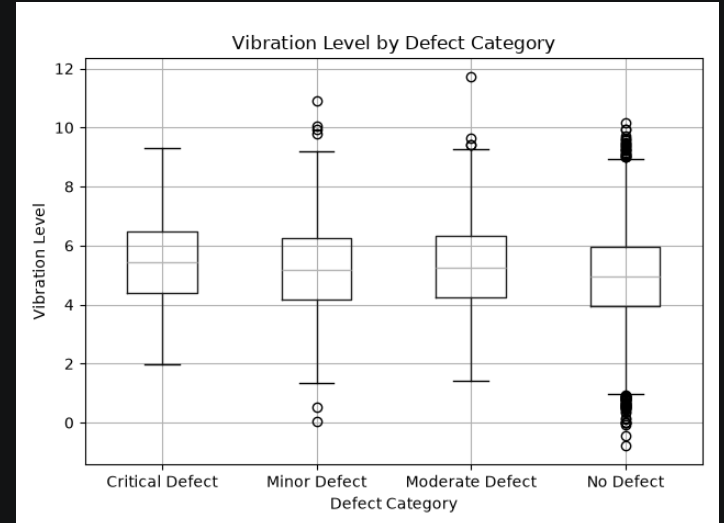 Vibration Level by Defect Category
12
10
8
6
4
2
0
Vibration Level
Critical Defect
Minor Defect
Moderate Defect
No Defect
Defect Category